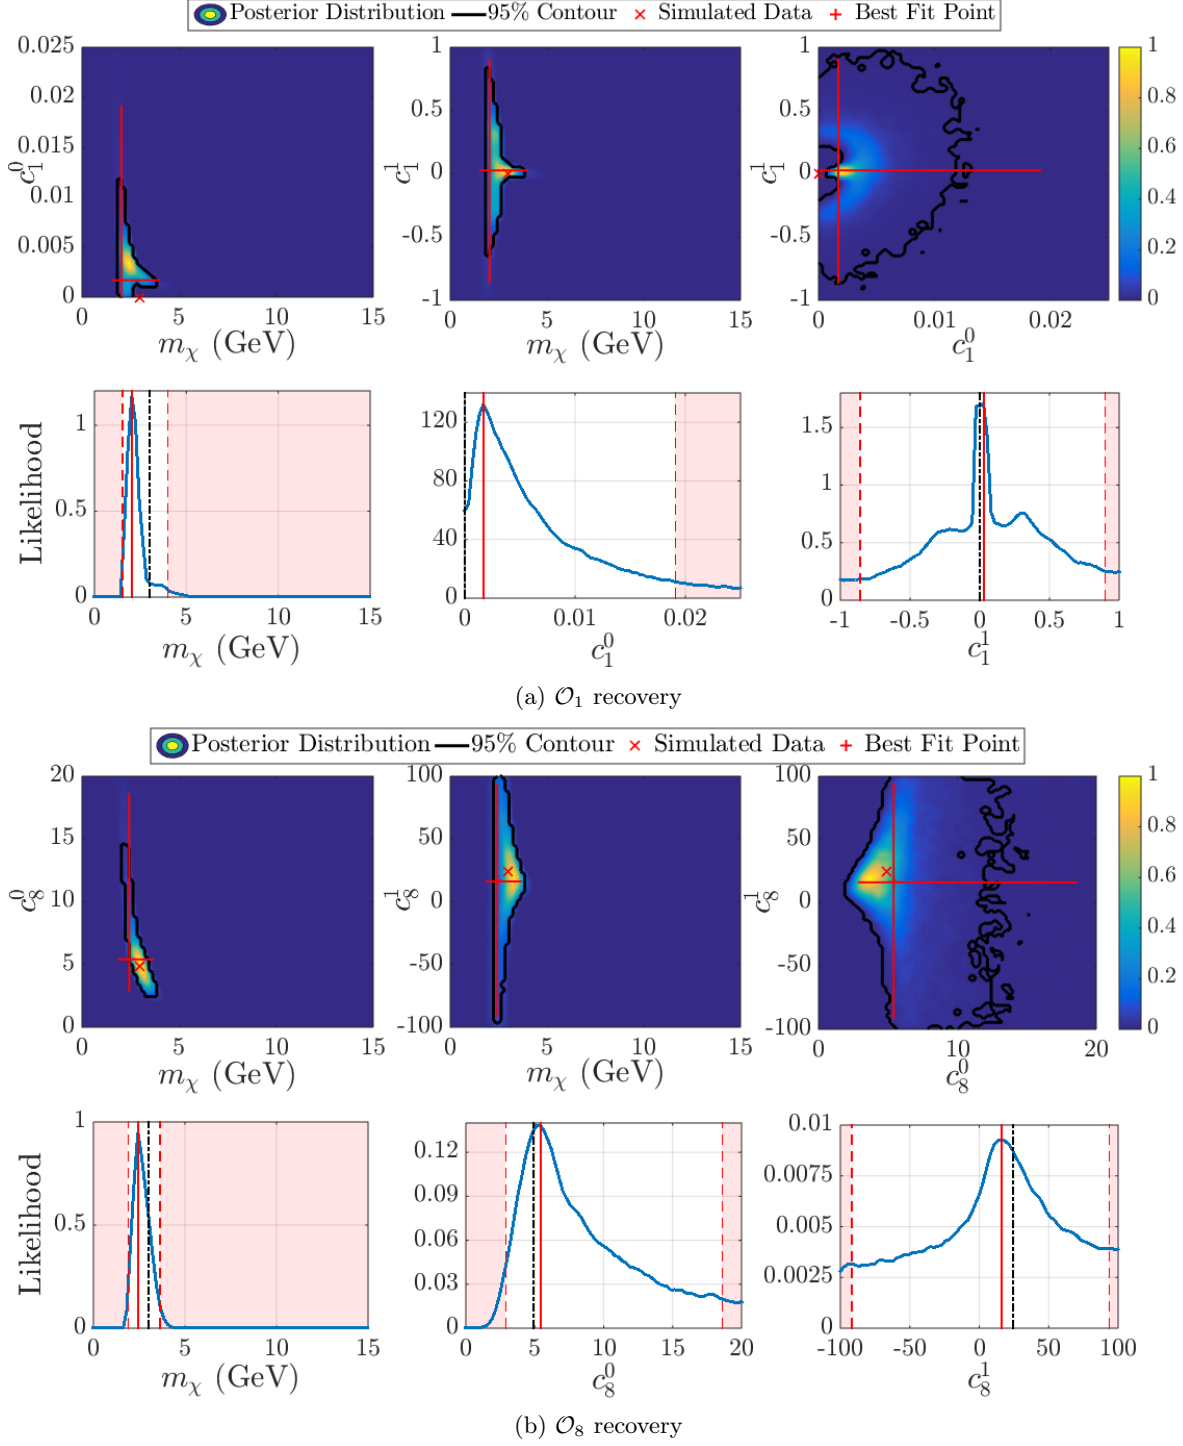 Posterior Distribution 95% Contour × Simulated Data + Best Fit Point
0.025
0.02
0.015
0.01
0.005
0
c₁⁰
0 5 10 15
m_χ (GeV)
1
0.5
0
-0.5
-1
c₁¹
0 5 10 15
m_χ (GeV)
1
0.5
0
-0.5
-1
c₁¹
0 0.01 0.02
c₁⁰
1
0.8
0.6
0.4
0.2
0
Likelihood
1
0.5
0
0 5 10 15
m_χ (GeV)
120
80
40
0
0 0.01 0.02
c₁⁰
1.5
1
0.5
0
-1 -0.5 0 0.5 1
c₁¹
(a) 𝒪₁ recovery
Posterior Distribution 95% Contour × Simulated Data + Best Fit Point
20
15
10
5
0
c₈⁰
0 5 10 15
m_χ (GeV)
100
50
0
-50
-100
c₈¹
0 5 10 15
m_χ (GeV)
100
50
0
-50
-100
c₈¹
0 10 20
c₈⁰
1
0.8
0.6
0.4
0.2
0
Likelihood
1
0.5
0
0 5 10 15
m_χ (GeV)
0.12
0.09
0.06
0.03
0
0 5 10 15 20
c₈⁰
0.01
0.0075
0.005
0.0025
0
-100 -50 0 50 100
c₈¹
(b) 𝒪₈ recovery